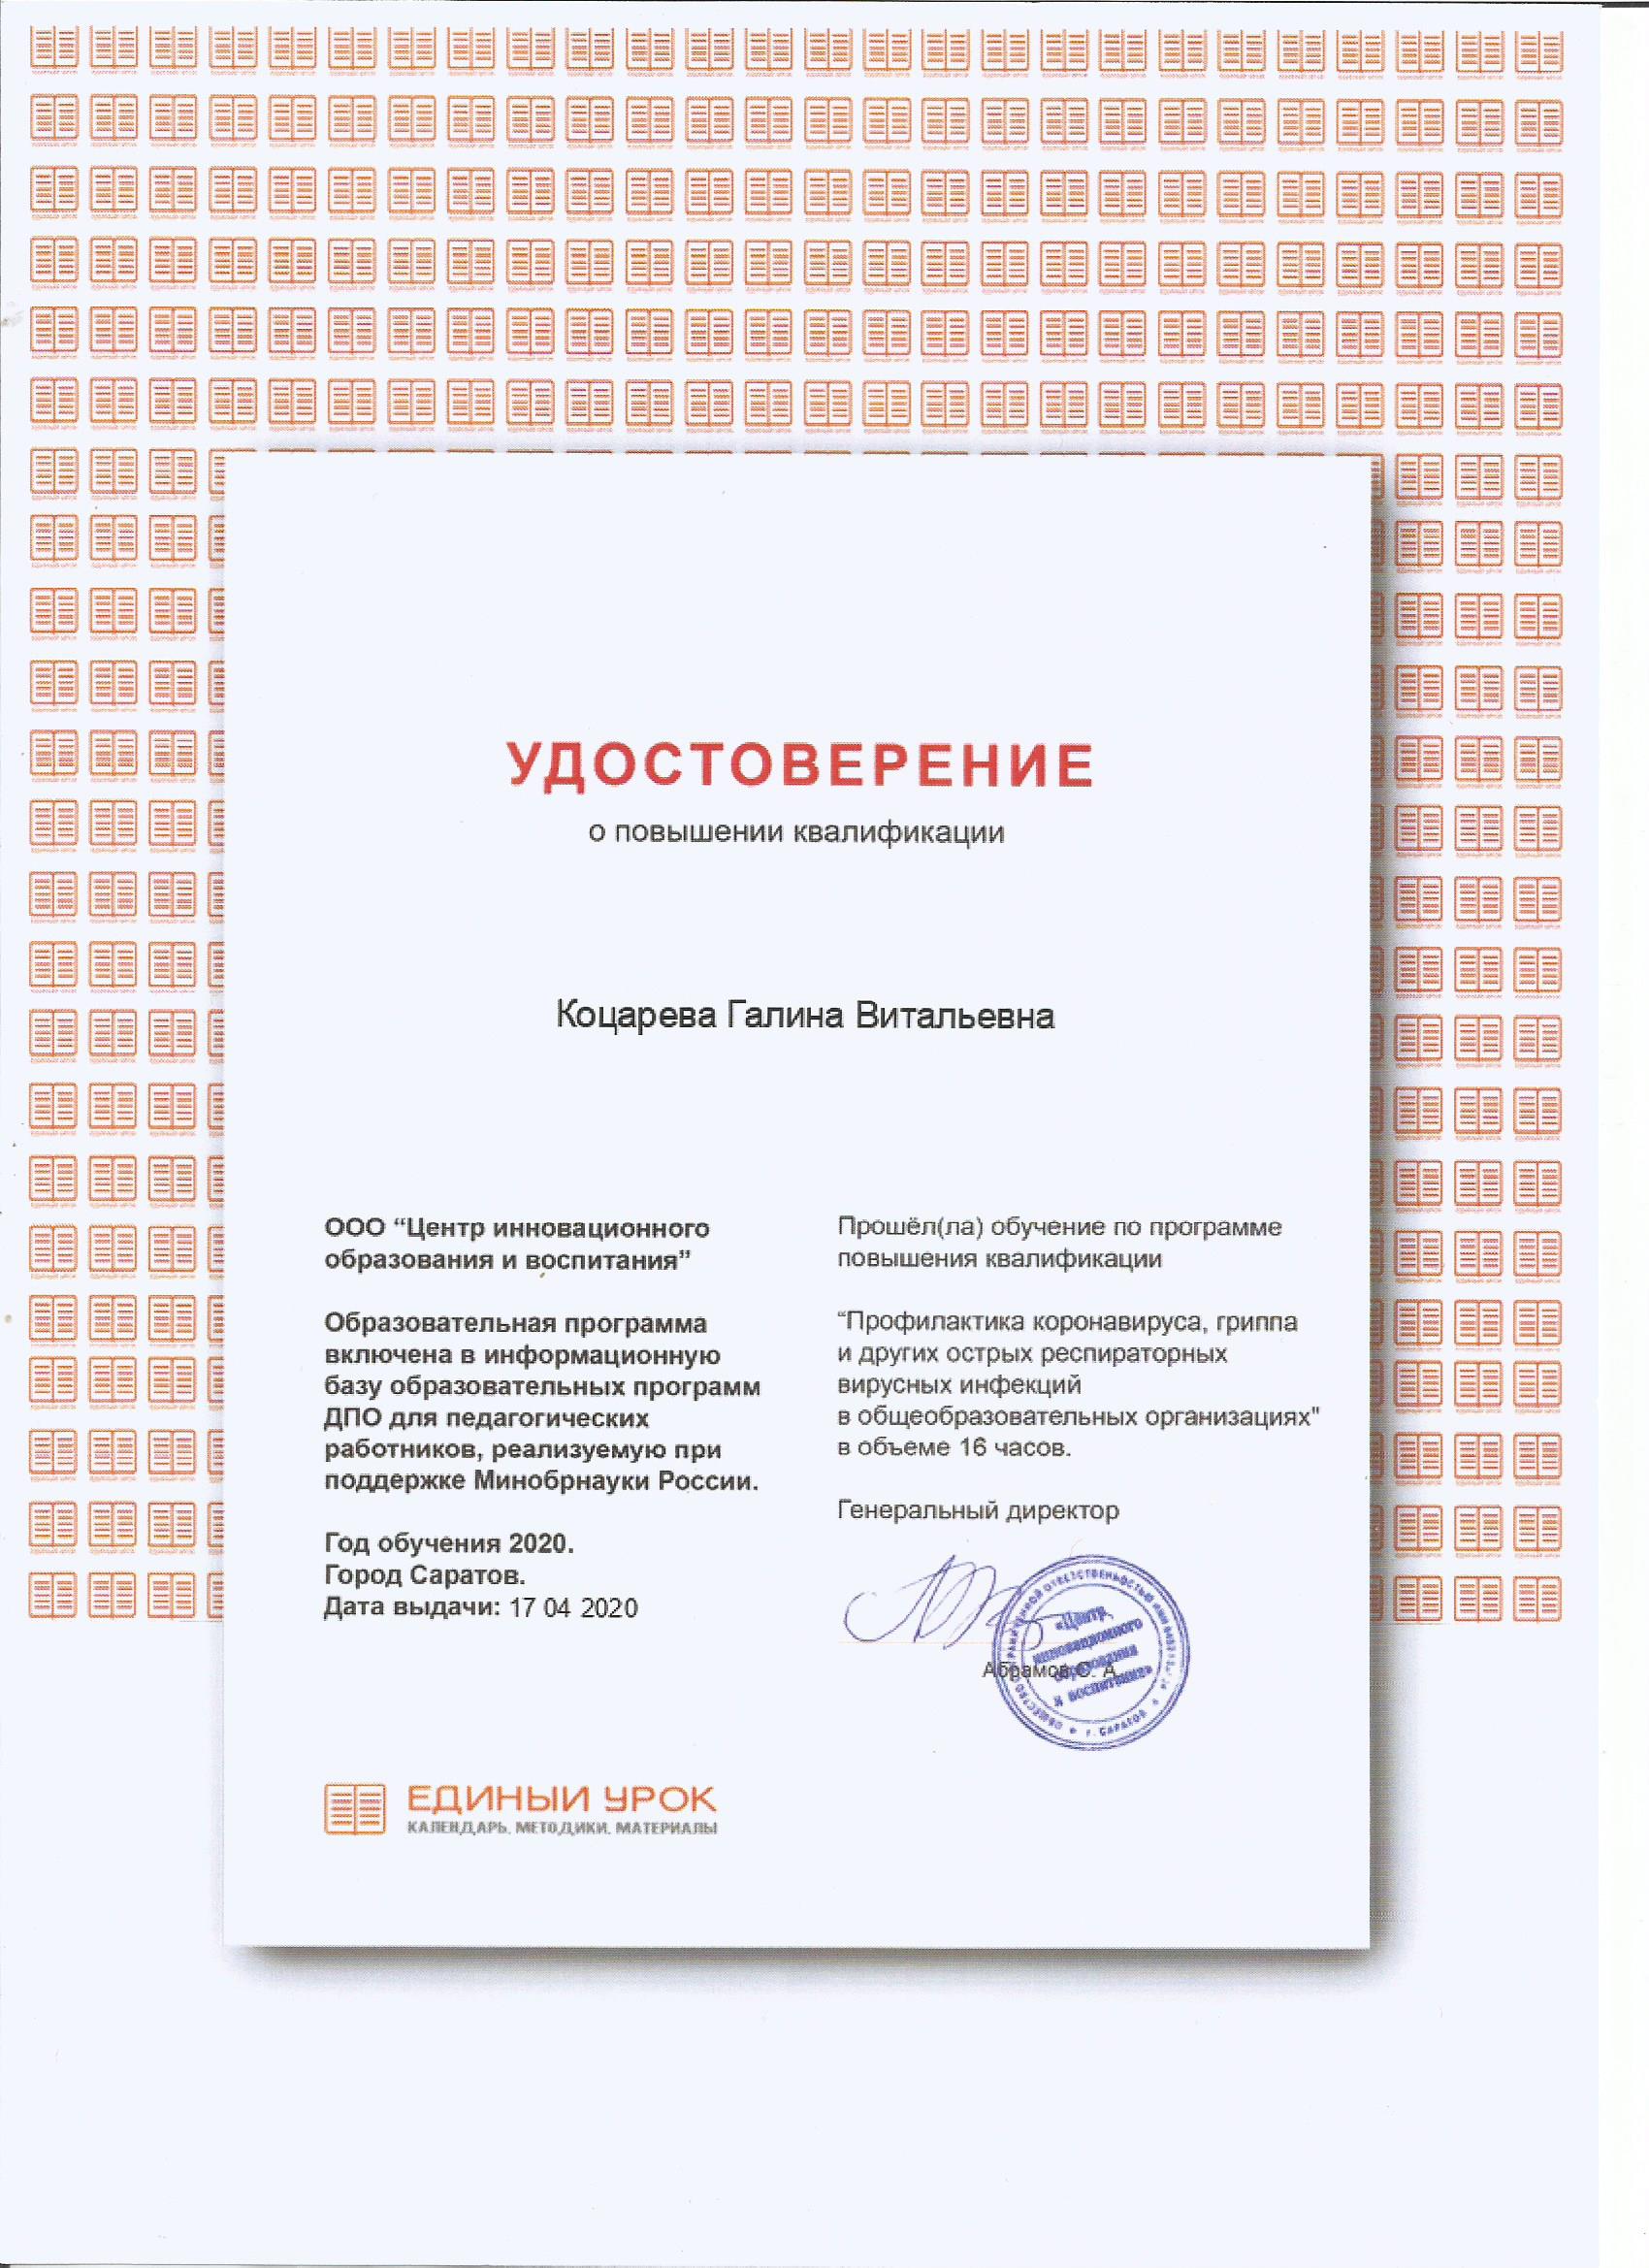 УДОСТОВЕРЕНИЕ
о повышении квалификации
Коцарева Галина Витальевна
ООО “Центр инновационного
образования и воспитания”
Образовательная программа
включена в информационную
базу образовательных программ
ДПО для педагогических
работников, реализуемую при
поддержке Минобрнауки России.
Год обучения 2020.
Город Саратов.
Дата выдачи: 17 04 2020
Прошёл(ла) обучение по программе
повышения квалификации
“Профилактика коронавируса, гриппа
и других острых респираторных
вирусных инфекций
в общеобразовательных организациях"
в объеме 16 часов.
Генеральный директор
Абрамов С. А.
«Центр
инновационного
образования
и воспитания»
г. САРАТОВ
ЕДИНЫЙ УРОК
КАЛЕНДАРЬ. МЕТОДИКИ. МАТЕРИАЛЫ